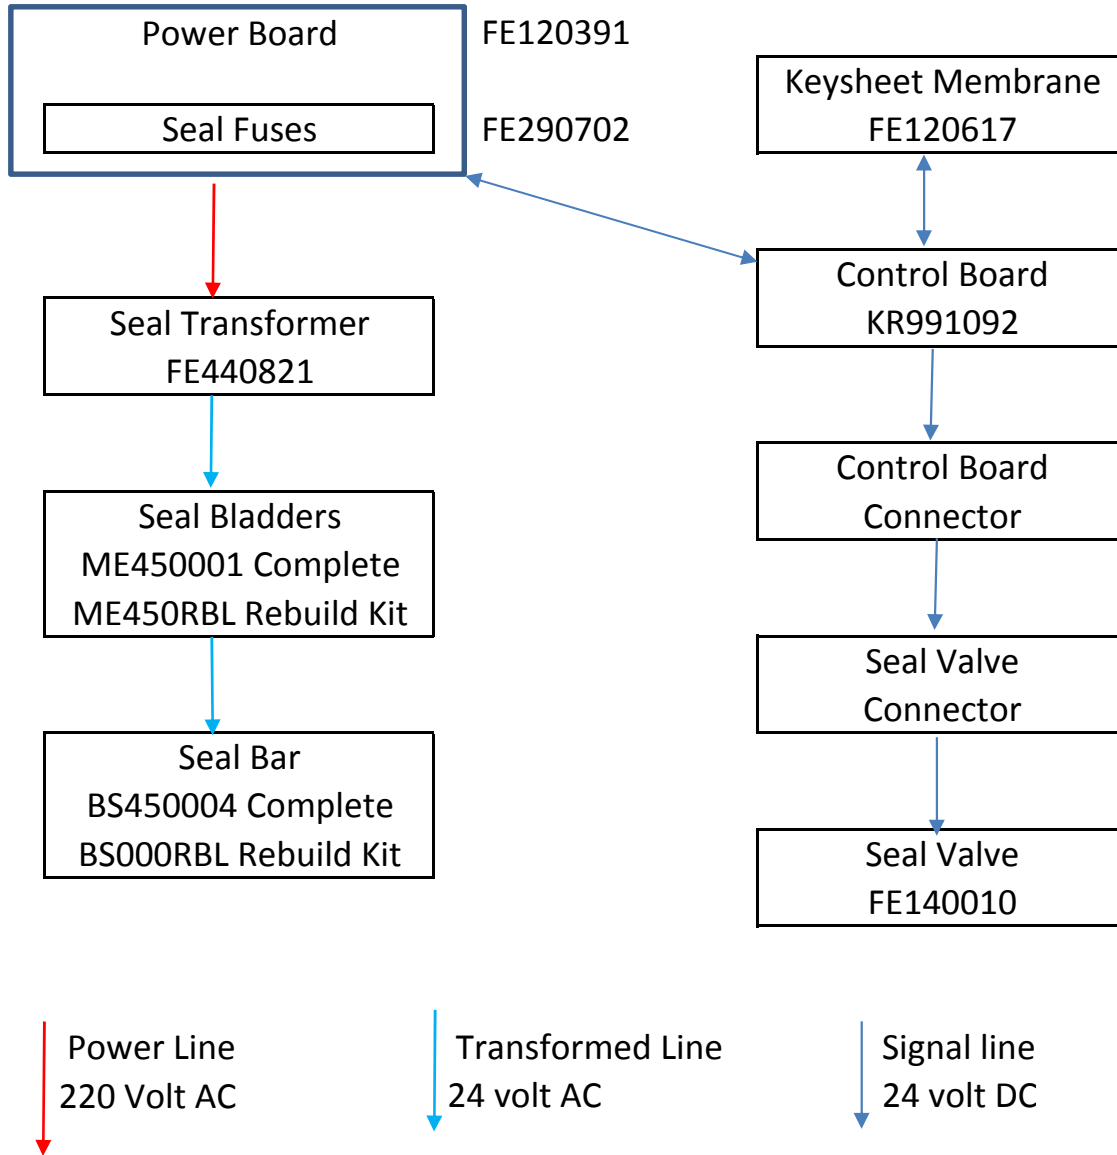 Power Board
FE120391
Seal Fuses
FE290702
Keysheet Membrane
FE120617
Control Board
KR991092
Seal Transformer
FE440821
Control Board
Connector
Seal Bladders
ME450001 Complete
ME450RBL Rebuild Kit
Seal Valve
Connector
Seal Bar
BS450004 Complete
BS000RBL Rebuild Kit
Seal Valve
FE140010
Power Line
220 Volt AC
Transformed Line
24 volt AC
Signal line
24 volt DC